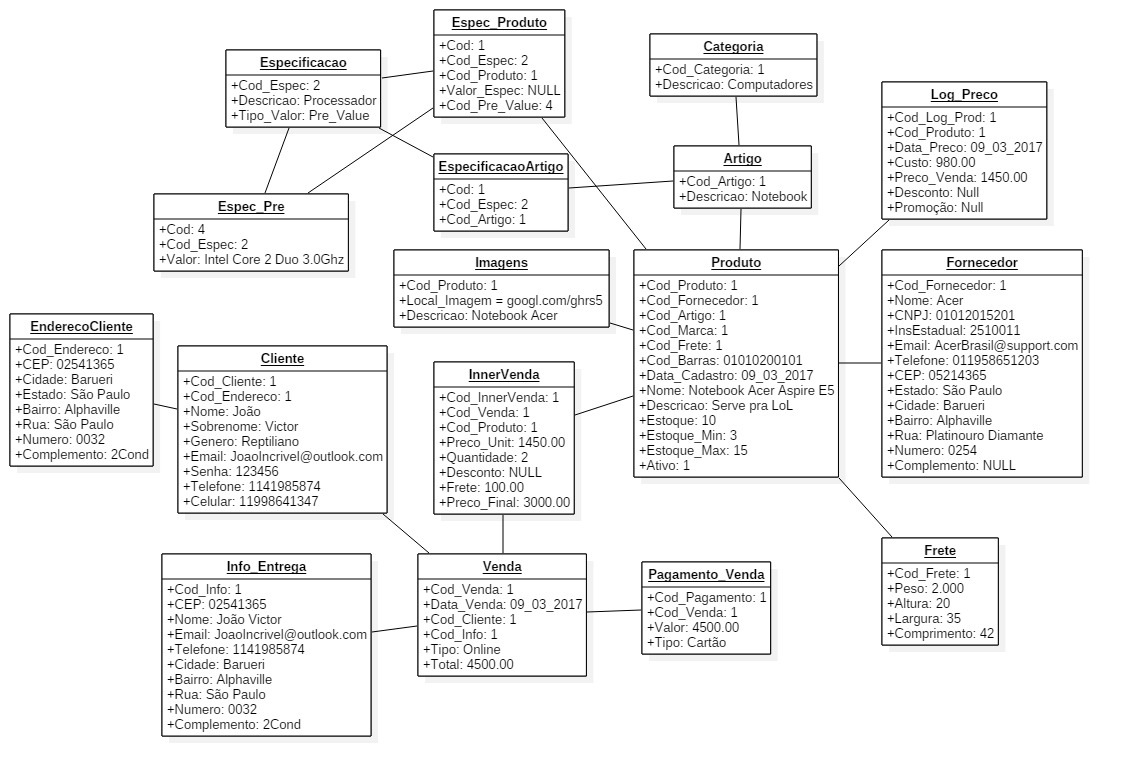 Espec_Produto
+Cod: 1
+Cod_Espec: 2
+Cod_Produto: 1
+Valor_Espec: NULL
+Cod_Pre_Value: 4
Especificacao
+Cod_Espec: 2
+Descricao: Processador
+Tipo_Valor: Pre_Value
Categoria
+Cod_Categoria: 1
+Descricao: Computadores
Log_Preco
+Cod_Log_Prod: 1
+Cod_Produto: 1
+Data_Preco: 09_03_2017
+Custo: 980.00
+Preco_Venda: 1450.00
+Desconto: Null
+Promoção: Null
EspecificacaoArtigo
+Cod: 1
+Cod_Espec: 2
+Cod_Artigo: 1
Artigo
+Cod_Artigo: 1
+Descricao: Notebook
Espec_Pre
+Cod: 4
+Cod_Espec: 2
+Valor: Intel Core 2 Duo 3.0Ghz
Imagens
+Cod_Produto: 1
+Local_Imagem = googl.com/ghrs5
+Descricao: Notebook Acer
Produto
+Cod_Produto: 1
+Cod_Fornecedor: 1
+Cod_Artigo: 1
+Cod_Marca: 1
+Cod_Frete: 1
+Cod_Barras: 01010200101
+Data_Cadastro: 09_03_2017
+Nome: Notebook Acer Aspire E5
+Descricao: Serve pra LoL
+Estoque: 10
+Estoque_Min: 3
+Estoque_Max: 15
+Ativo: 1
Fornecedor
+Cod_Fornecedor: 1
+Nome: Acer
+CNPJ: 01012015201
+InsEstadual: 2510011
+Email: AcerBrasil@support.com
+Telefone: 011958651203
+CEP: 05214365
+Estado: São Paulo
+Cidade: Barueri
+Bairro: Alphaville
+Rua: Platinouro Diamante
+Numero: 0254
+Complemento: NULL
EnderecoCliente
+Cod_Endereco: 1
+CEP: 02541365
+Cidade: Barueri
+Estado: São Paulo
+Bairro: Alphaville
+Rua: São Paulo
+Numero: 0032
+Complemento: 2Cond
Cliente
+Cod_Cliente: 1
+Cod_Endereco: 1
+Nome: João
+Sobrenome: Victor
+Genero: Reptiliano
+Email: JoaoIncrivel@outlook.com
+Senha: 123456
+Telefone: 1141985874
+Celular: 11998641347
InnerVenda
+Cod_InnerVenda: 1
+Cod_Venda: 1
+Cod_Produto: 1
+Preco_Unit: 1450.00
+Quantidade: 2
+Desconto: NULL
+Frete: 100.00
+Preco_Final: 3000.00
Info_Entrega
+Cod_Info: 1
+CEP: 02541365
+Nome: João Victor
+Email: JoaoIncrivel@outlook.com
+Telefone: 1141985874
+Cidade: Barueri
+Bairro: Alphaville
+Rua: São Paulo
+Numero: 0032
+Complemento: 2Cond
Venda
+Cod_Venda: 1
+Data_Venda: 09_03_2017
+Cod_Cliente: 1
+Cod_Info: 1
+Tipo: Online
+Total: 4500.00
Pagamento_Venda
+Cod_Pagamento: 1
+Cod_Venda: 1
+Valor: 4500.00
+Tipo: Cartão
Frete
+Cod_Frete: 1
+Peso: 2.000
+Altura: 20
+Largura: 35
+Comprimento: 42